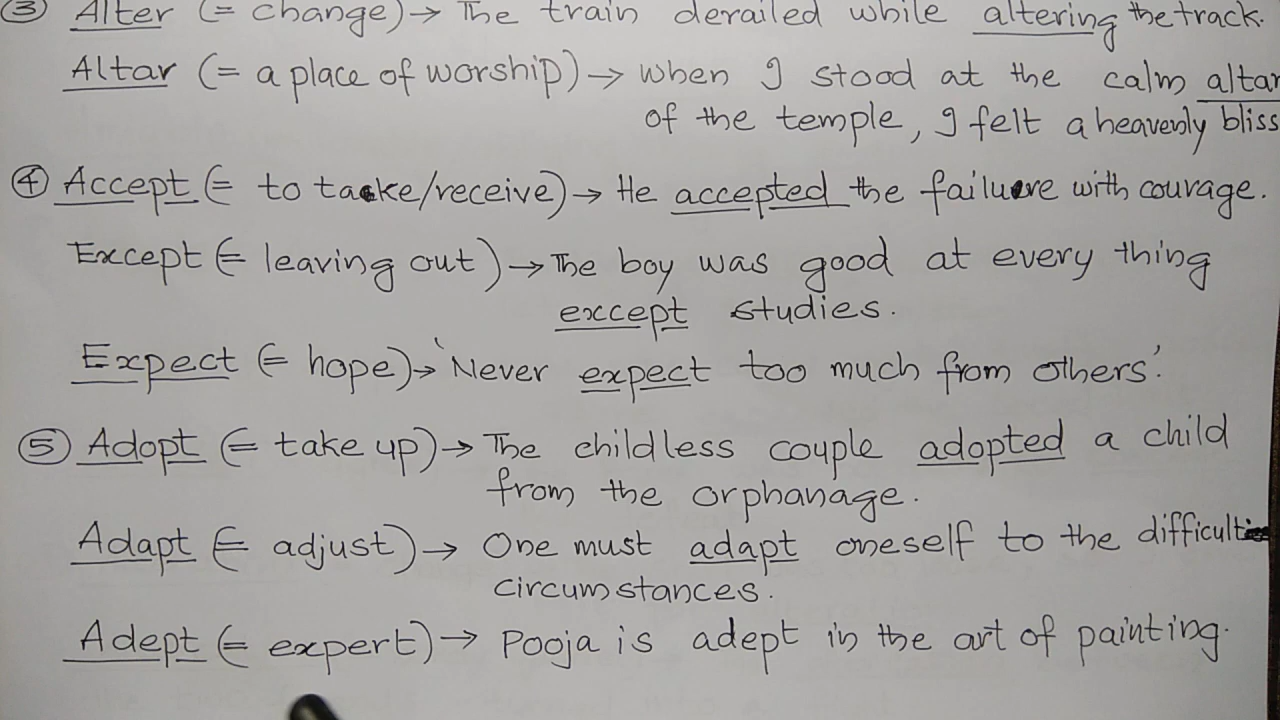 ③ Alter (= change) → The train derailed while altering the track.
Altar (= a place of worship) → when I stood at the calm altar
of the temple, I felt a heavenly bliss
④ Accept (= to take/receive) → He accepted the failure with courage.
Except (= leaving out) → The boy was good at every thing
except studies.
Expect (= hope) → 'Never expect too much from others'.
⑤ Adopt (= take up) → The childless couple adopted a child
from the orphanage.
Adapt (= adjust) → One must adapt oneself to the difficult
circumstances.
Adept (= expert) → Pooja is adept in the art of painting.